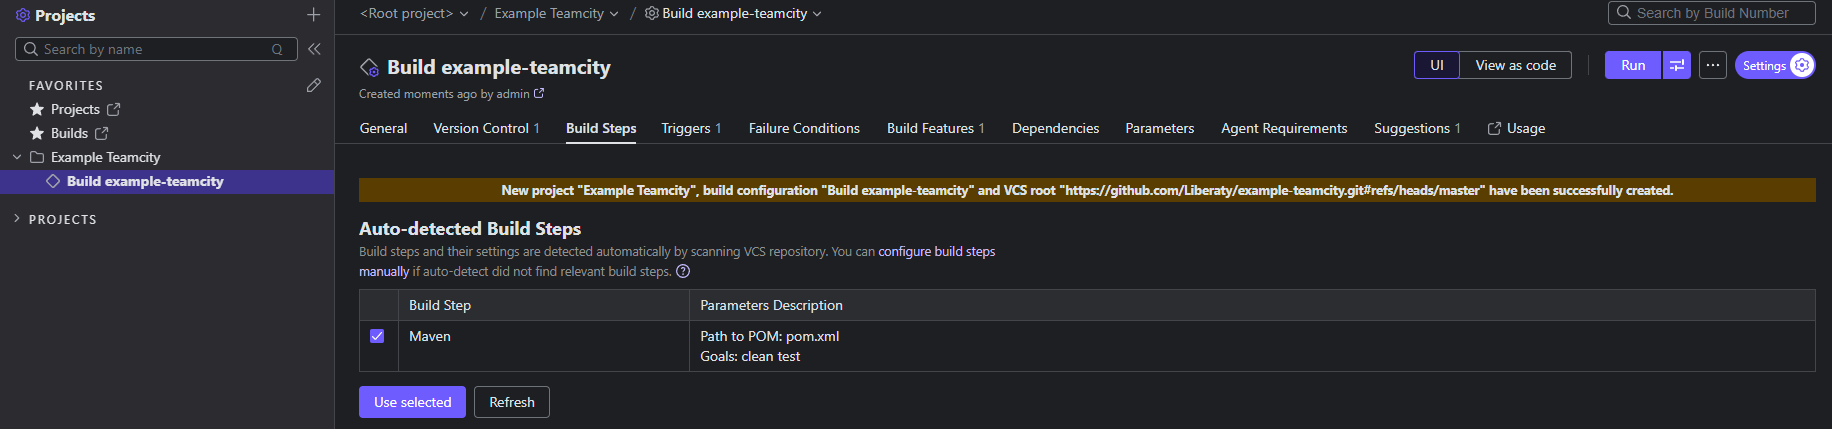 Projects
Search by name
Q
FAVORITES
Projects
Builds
Example Teamcity
Build example-teamcity
PROJECTS
<Root project> / Example Teamcity / Build example-teamcity
Search by Build Number
Build example-teamcity
Created moments ago by admin
UI
View as code
Run
...
Settings
General
Version Control 1
Build Steps
Triggers 1
Failure Conditions
Build Features 1
Dependencies
Parameters
Agent Requirements
Suggestions 1
Usage
New project "Example Teamcity", build configuration "Build example-teamcity" and VCS root "https://github.com/Liberaty/example-teamcity.git#refs/heads/master" have been successfully created.
Auto-detected Build Steps
Build steps and their settings are detected automatically by scanning VCS repository. You can configure build steps
manually if auto-detect did not find relevant build steps. ?
Build Step
Parameters Description
Maven
Path to POM: pom.xml
Goals: clean test
Use selected
Refresh